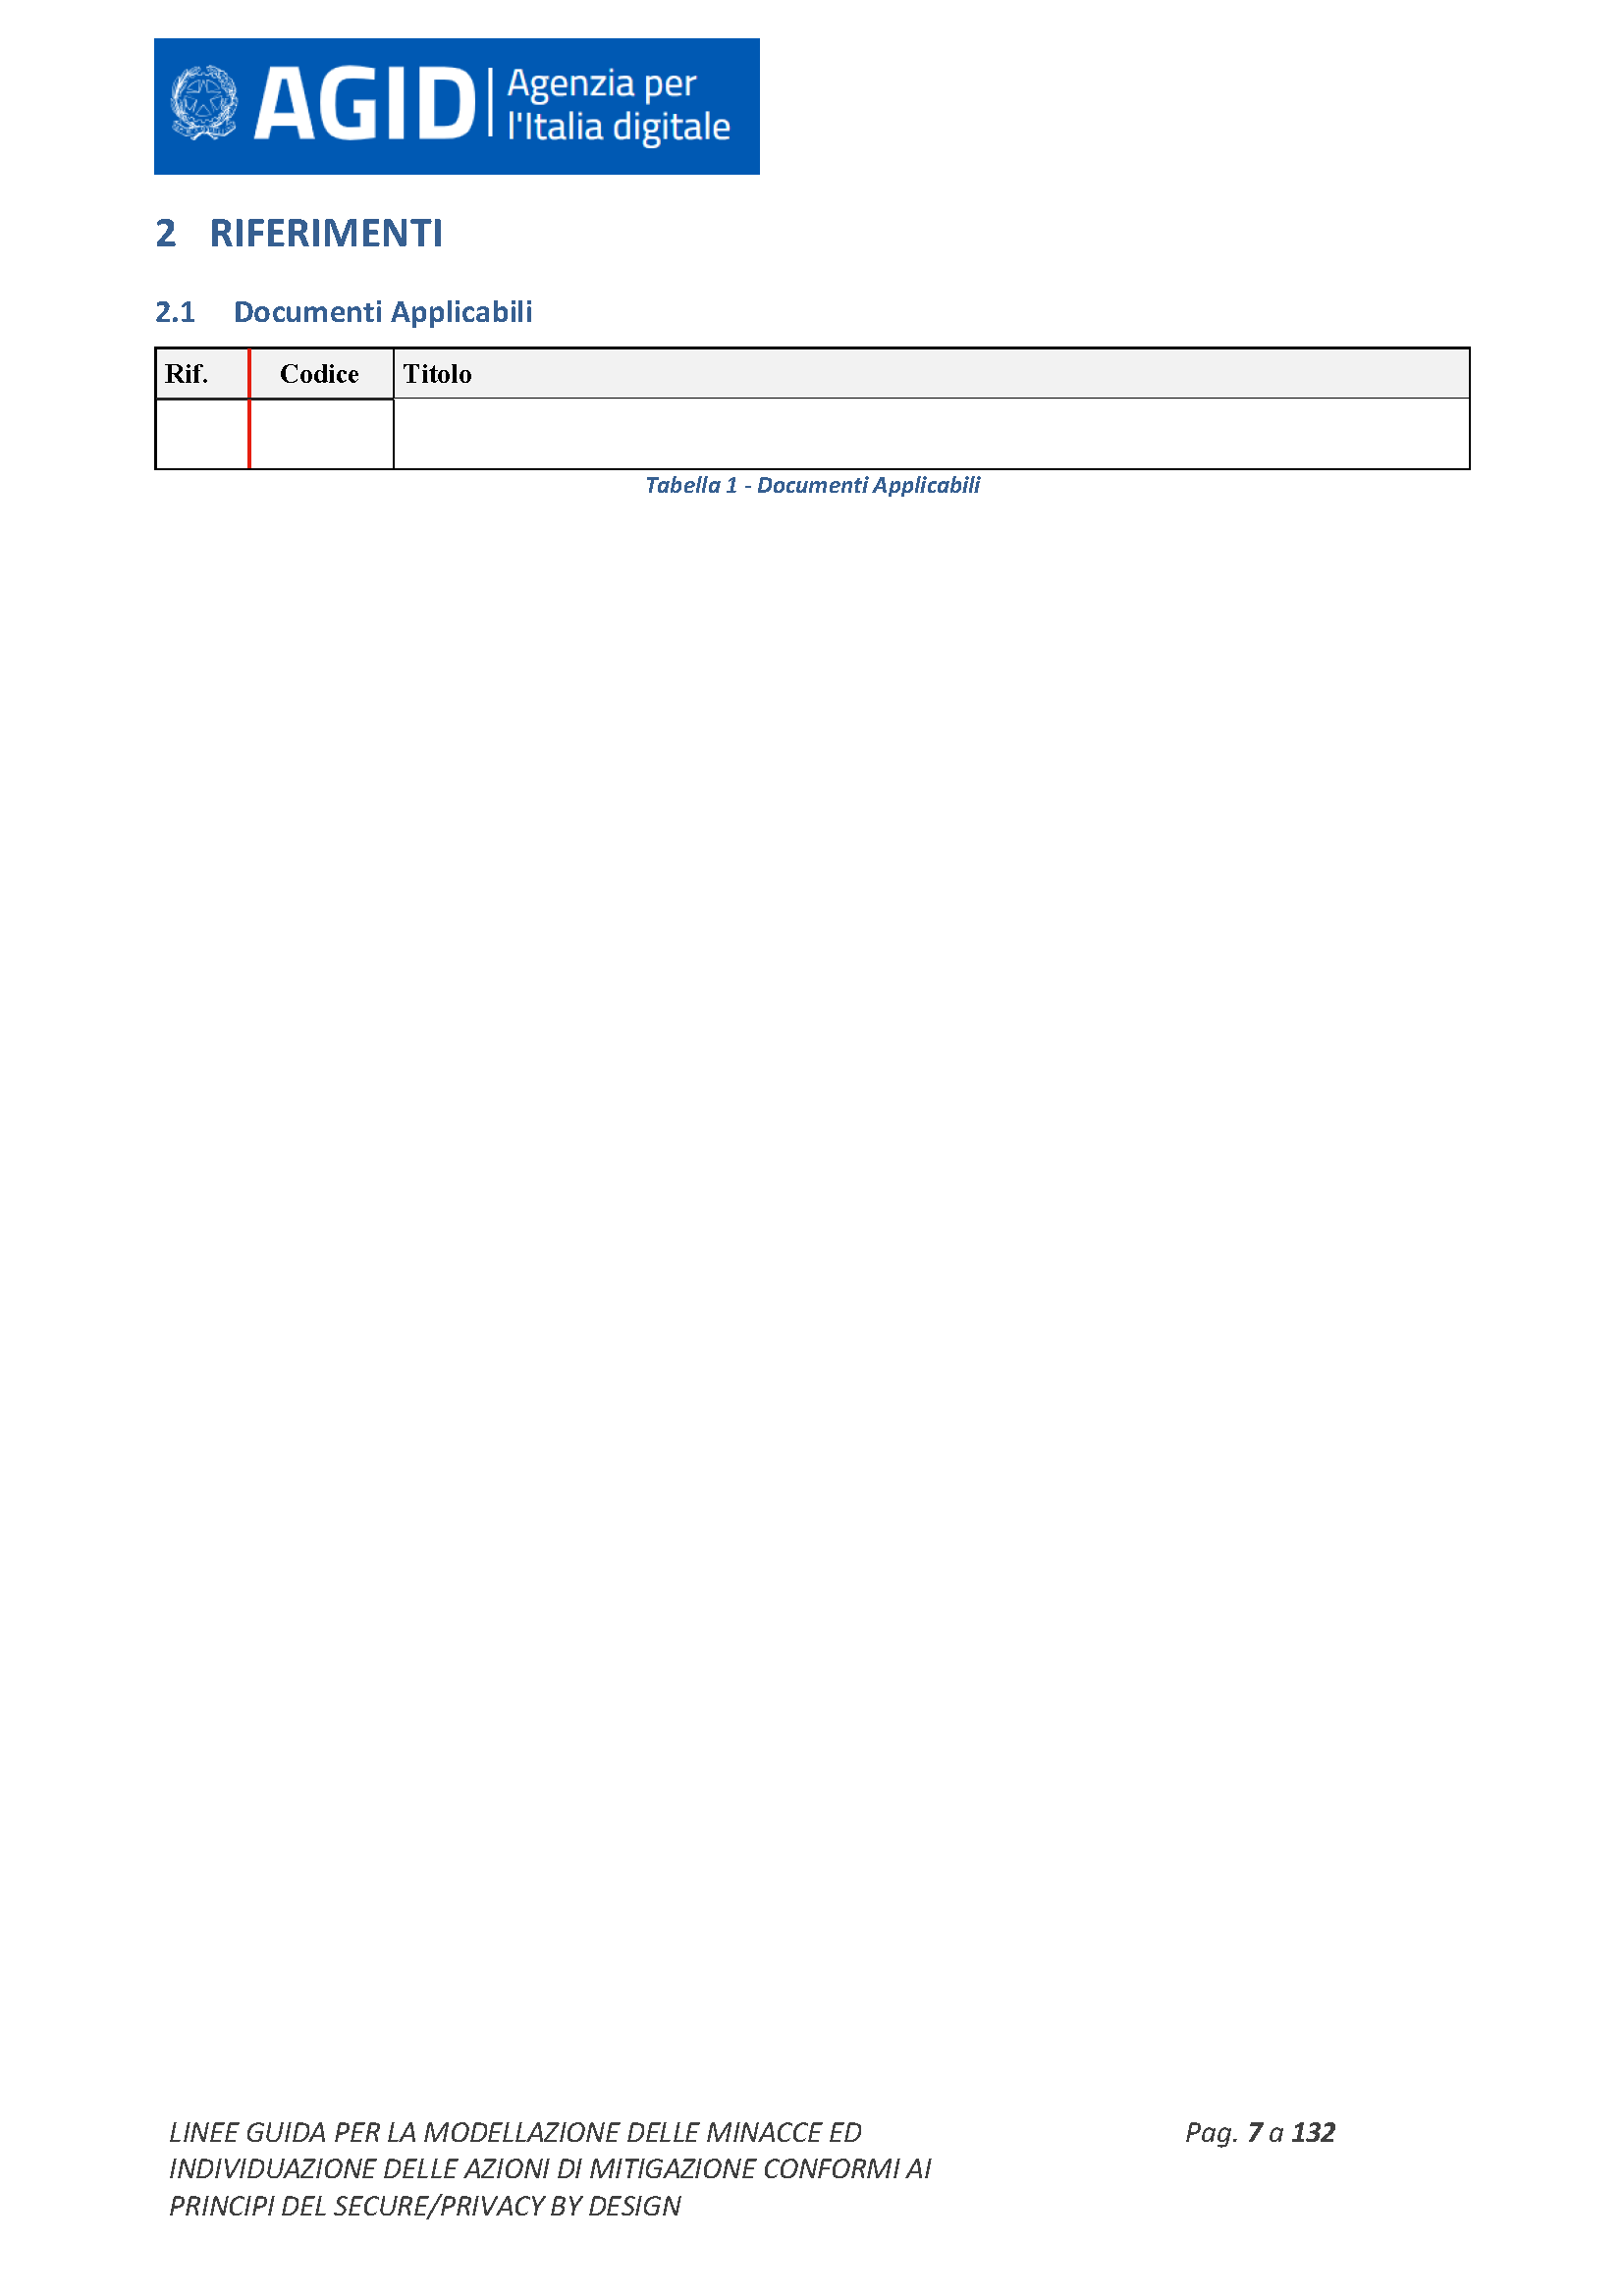 AGID Agenzia per
l'Italia digitale
2 RIFERIMENTI
2.1 Documenti Applicabili
Rif. Codice Titolo
Tabella 1 - Documenti Applicabili
LINEE GUIDA PER LA MODELLAZIONE DELLE MINACCE ED
INDIVIDUAZIONE DELLE AZIONI DI MITIGAZIONE CONFORMI AI
PRINCIPI DEL SECURE/PRIVACY BY DESIGN
Pag. 7 a 132